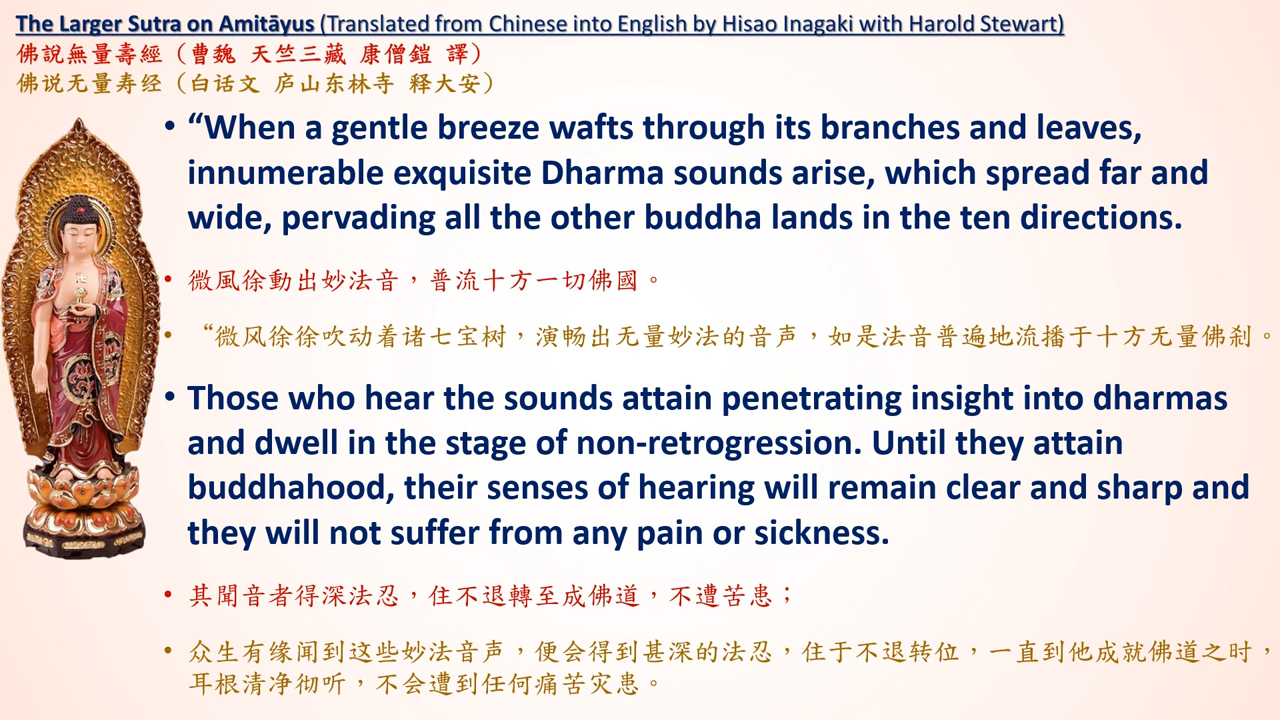 The Larger Sutra on Amitāyus (Translated from Chinese into English by Hisao Inagaki with Harold Stewart)
佛說無量壽經（曹魏 天竺三藏 康僧鎧 譯）
佛说无量寿经（白话文 庐山东林寺 释大安）
• “When a gentle breeze wafts through its branches and leaves,
innumerable exquisite Dharma sounds arise, which spread far and
wide, pervading all the other buddha lands in the ten directions.
• 微風徐動出妙法音，普流十方一切佛國。
• “微风徐徐吹动着诸七宝树，演畅出无量妙法的音声，如是法音普遍地流播于十方无量佛刹。
• Those who hear the sounds attain penetrating insight into dharmas
and dwell in the stage of non-retrogression. Until they attain
buddhahood, their senses of hearing will remain clear and sharp and
they will not suffer from any pain or sickness.
• 其聞音者得深法忍，住不退轉至成佛道，不遭苦患；
• 众生有缘闻到这些妙法音声，便会得到甚深的法忍，住于不退转位，一直到他成就佛道之时，
耳根清净彻听，不会遭到任何痛苦灾患。